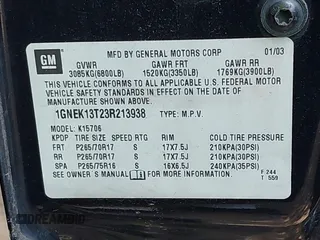 GM
MFD BY GENERAL MOTORS CORP 01/03
GVWR GAWR FRT GAWR RR
3085KG(6800LB) 1520KG(3350LB) 1769KG(3900LB)
THIS VEHICLE CONFORMS TO ALL APPLICABLE U.S. FEDERAL MOTOR
VEHICLE SAFETY STANDARDS IN EFFECT ON THE DATE OF
MANUFACTURE SHOWN ABOVE.
1GNEK13T23R213938 TYPE: M.P.V.
MODEL: K15706
KPDP TIRE SIZE SPEED RTG RIM COLD TIRE PRESSURE
FRT P265/70R17 S 17X7.5J 210KPA(30PSI)
RR P265/70R17 S 17X7.5J 210KPA(30PSI)
SPA P265/75R16 S 16X6.5J 240KPA(35PSI)
SEE OWNER'S MANUAL FOR MORE INFORMATION.
F 244
T 559